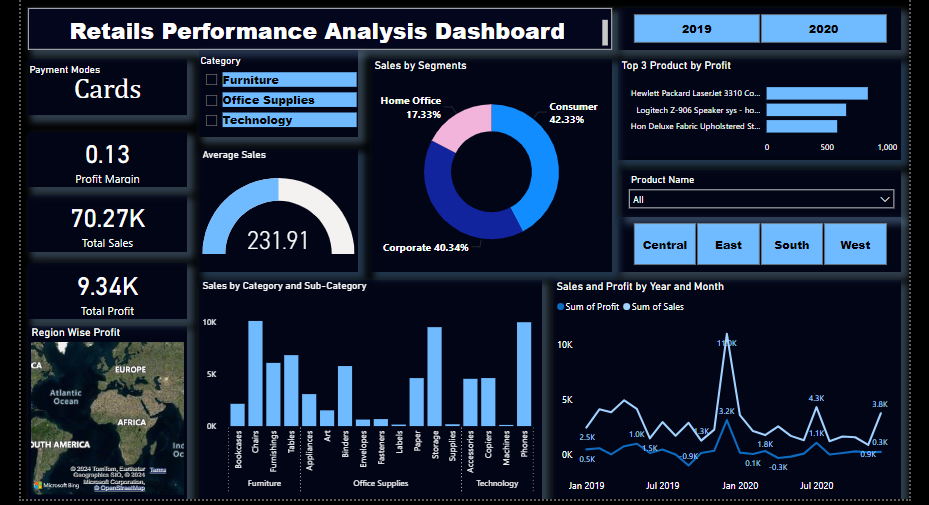 Retails Performance Analysis Dashboard
2019
2020
Payment Modes
Cards
0.13
Profit Margin
70.27K
Total Sales
9.34K
Total Profit
Category
Furniture
Office Supplies
Technology
Average Sales
231.91
Sales by Segments
Home Office
17.33%
Consumer
42.33%
Corporate 40.34%
Top 3 Product by Profit
Hewlett Packard LaserJet 3310 Co...
Logitech Z-906 Speaker sys - ho...
Hon Deluxe Fabric Upholstered St...
0
500
1,000
Product Name
All
Central
East
South
West
Region Wise Profit
EUROPE
Atlantic
Ocean
AFRICA
OUTH AMERICA
© 2024 TomTom, Earthstar
Geographics SIO, © 2024
Microsoft Corporation,
© OpenStreetMap
Terms
Microsoft Bing
Sales by Category and Sub-Category
10K
5K
0K
Bookcases
Chairs
Furnishings
Tables
Appliances
Art
Binders
Envelopes
Fasteners
Labels
Paper
Storage
Supplies
Accessories
Copiers
Machines
Phones
Furniture
Office Supplies
Technology
Sales and Profit by Year and Month
Sum of Profit
Sum of Sales
10K
5K
0K
2.5K
0.5K
1.0K
1.5K
-0.9K
1.3K
11.0K
3.2K
0.1K
1.8K
-0.3K
4.3K
1.1K
3.8K
0.3K
0.9K
Jan 2019
Jul 2019
Jan 2020
Jul 2020